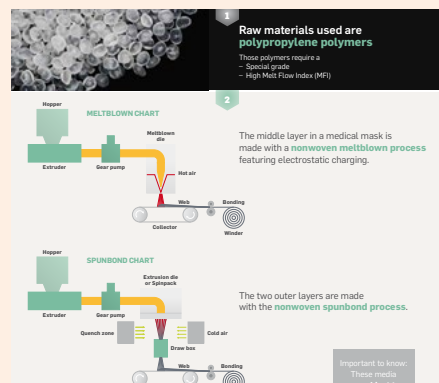 1
Raw materials used are
polypropylene polymers
Those polymers require a
– Special grade
– High Melt Flow Index (MFI)
2
MELTBLOWN CHART
Hopper
Meltblown
die
Extruder
Gear pump
Hot air
Web
Bonding
Collector
Winder
The middle layer in a medical mask is
made with a nonwoven meltblown process
featuring electrostatic charging.
SPUNBOND CHART
Hopper
Extrusion die
or Spinpack
Extruder
Gear pump
Quench zone
Cold air
Draw box
Web
Bonding
The two outer layers are made
with the nonwoven spunbond process.
Important to know:
These media